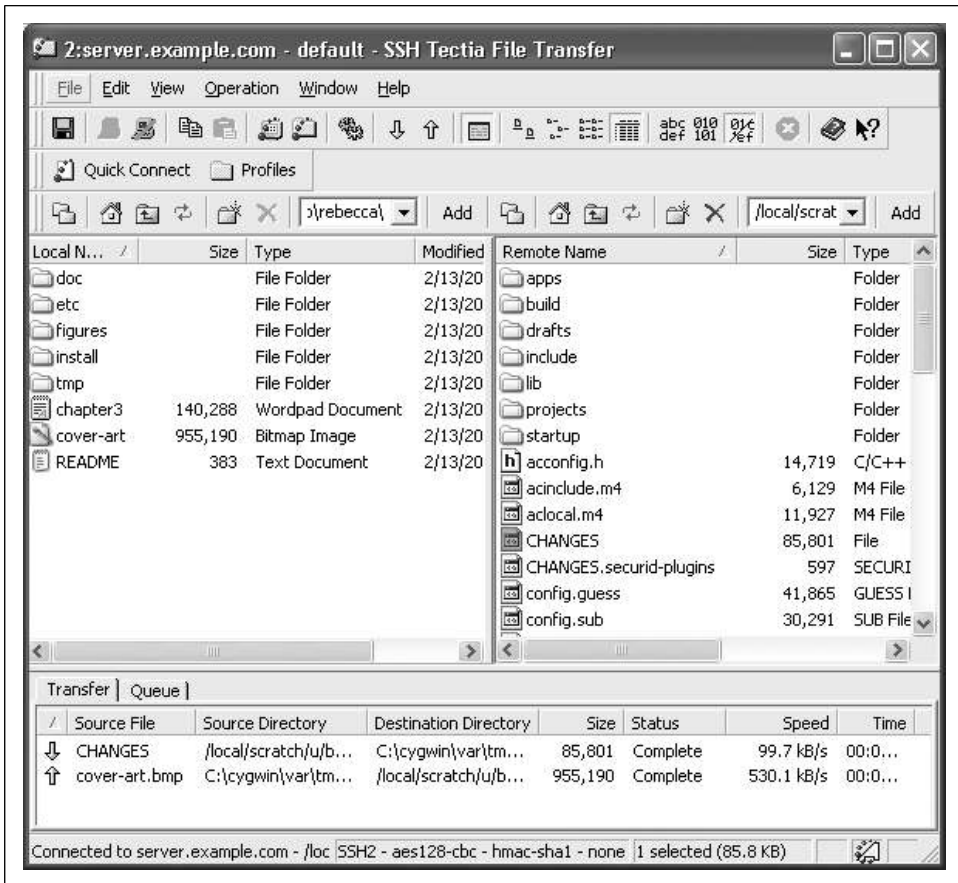 2:server.example.com - default - SSH Tectia File Transfer
File Edit View Operation Window Help
abc def 010 101
Quick Connect Profiles
\rebecca\ Add /local/scrat Add
Local N... Size Type Modified Remote Name Size Type
doc File Folder 2/13/20 apps Folder
etc File Folder 2/13/20 build Folder
figures File Folder 2/13/20 drafts Folder
install File Folder 2/13/20 include Folder
tmp File Folder 2/13/20 lib Folder
chapter3 140,288 Wordpad Document 2/13/20 projects Folder
cover-art 955,190 Bitmap Image 2/13/20 startup Folder
README 383 Text Document 2/13/20 h acconfig.h 14,719 C/C++
acinclude.m4 6,129 M4 File
aclocal.m4 11,927 M4 File
CHANGES 85,801 File
CHANGES.securid-plugins 597 SECURI
config.guess 41,865 GUESS
config.sub 30,291 SUB File
Transfer Queue
Source File Source Directory Destination Directory Size Status Speed Time
CHANGES /local/scratch/u/b... C:\cygwin\var\tm... 85,801 Complete 99.7 kB/s 00:0...
cover-art.bmp C:\cygwin\var\tm... /local/scratch/u/b... 955,190 Complete 530.1 kB/s 00:0...
Connected to server.example.com - /loc SSH2 - aes128-cbc - hmac-sha1 - none 1 selected (85.8 KB)